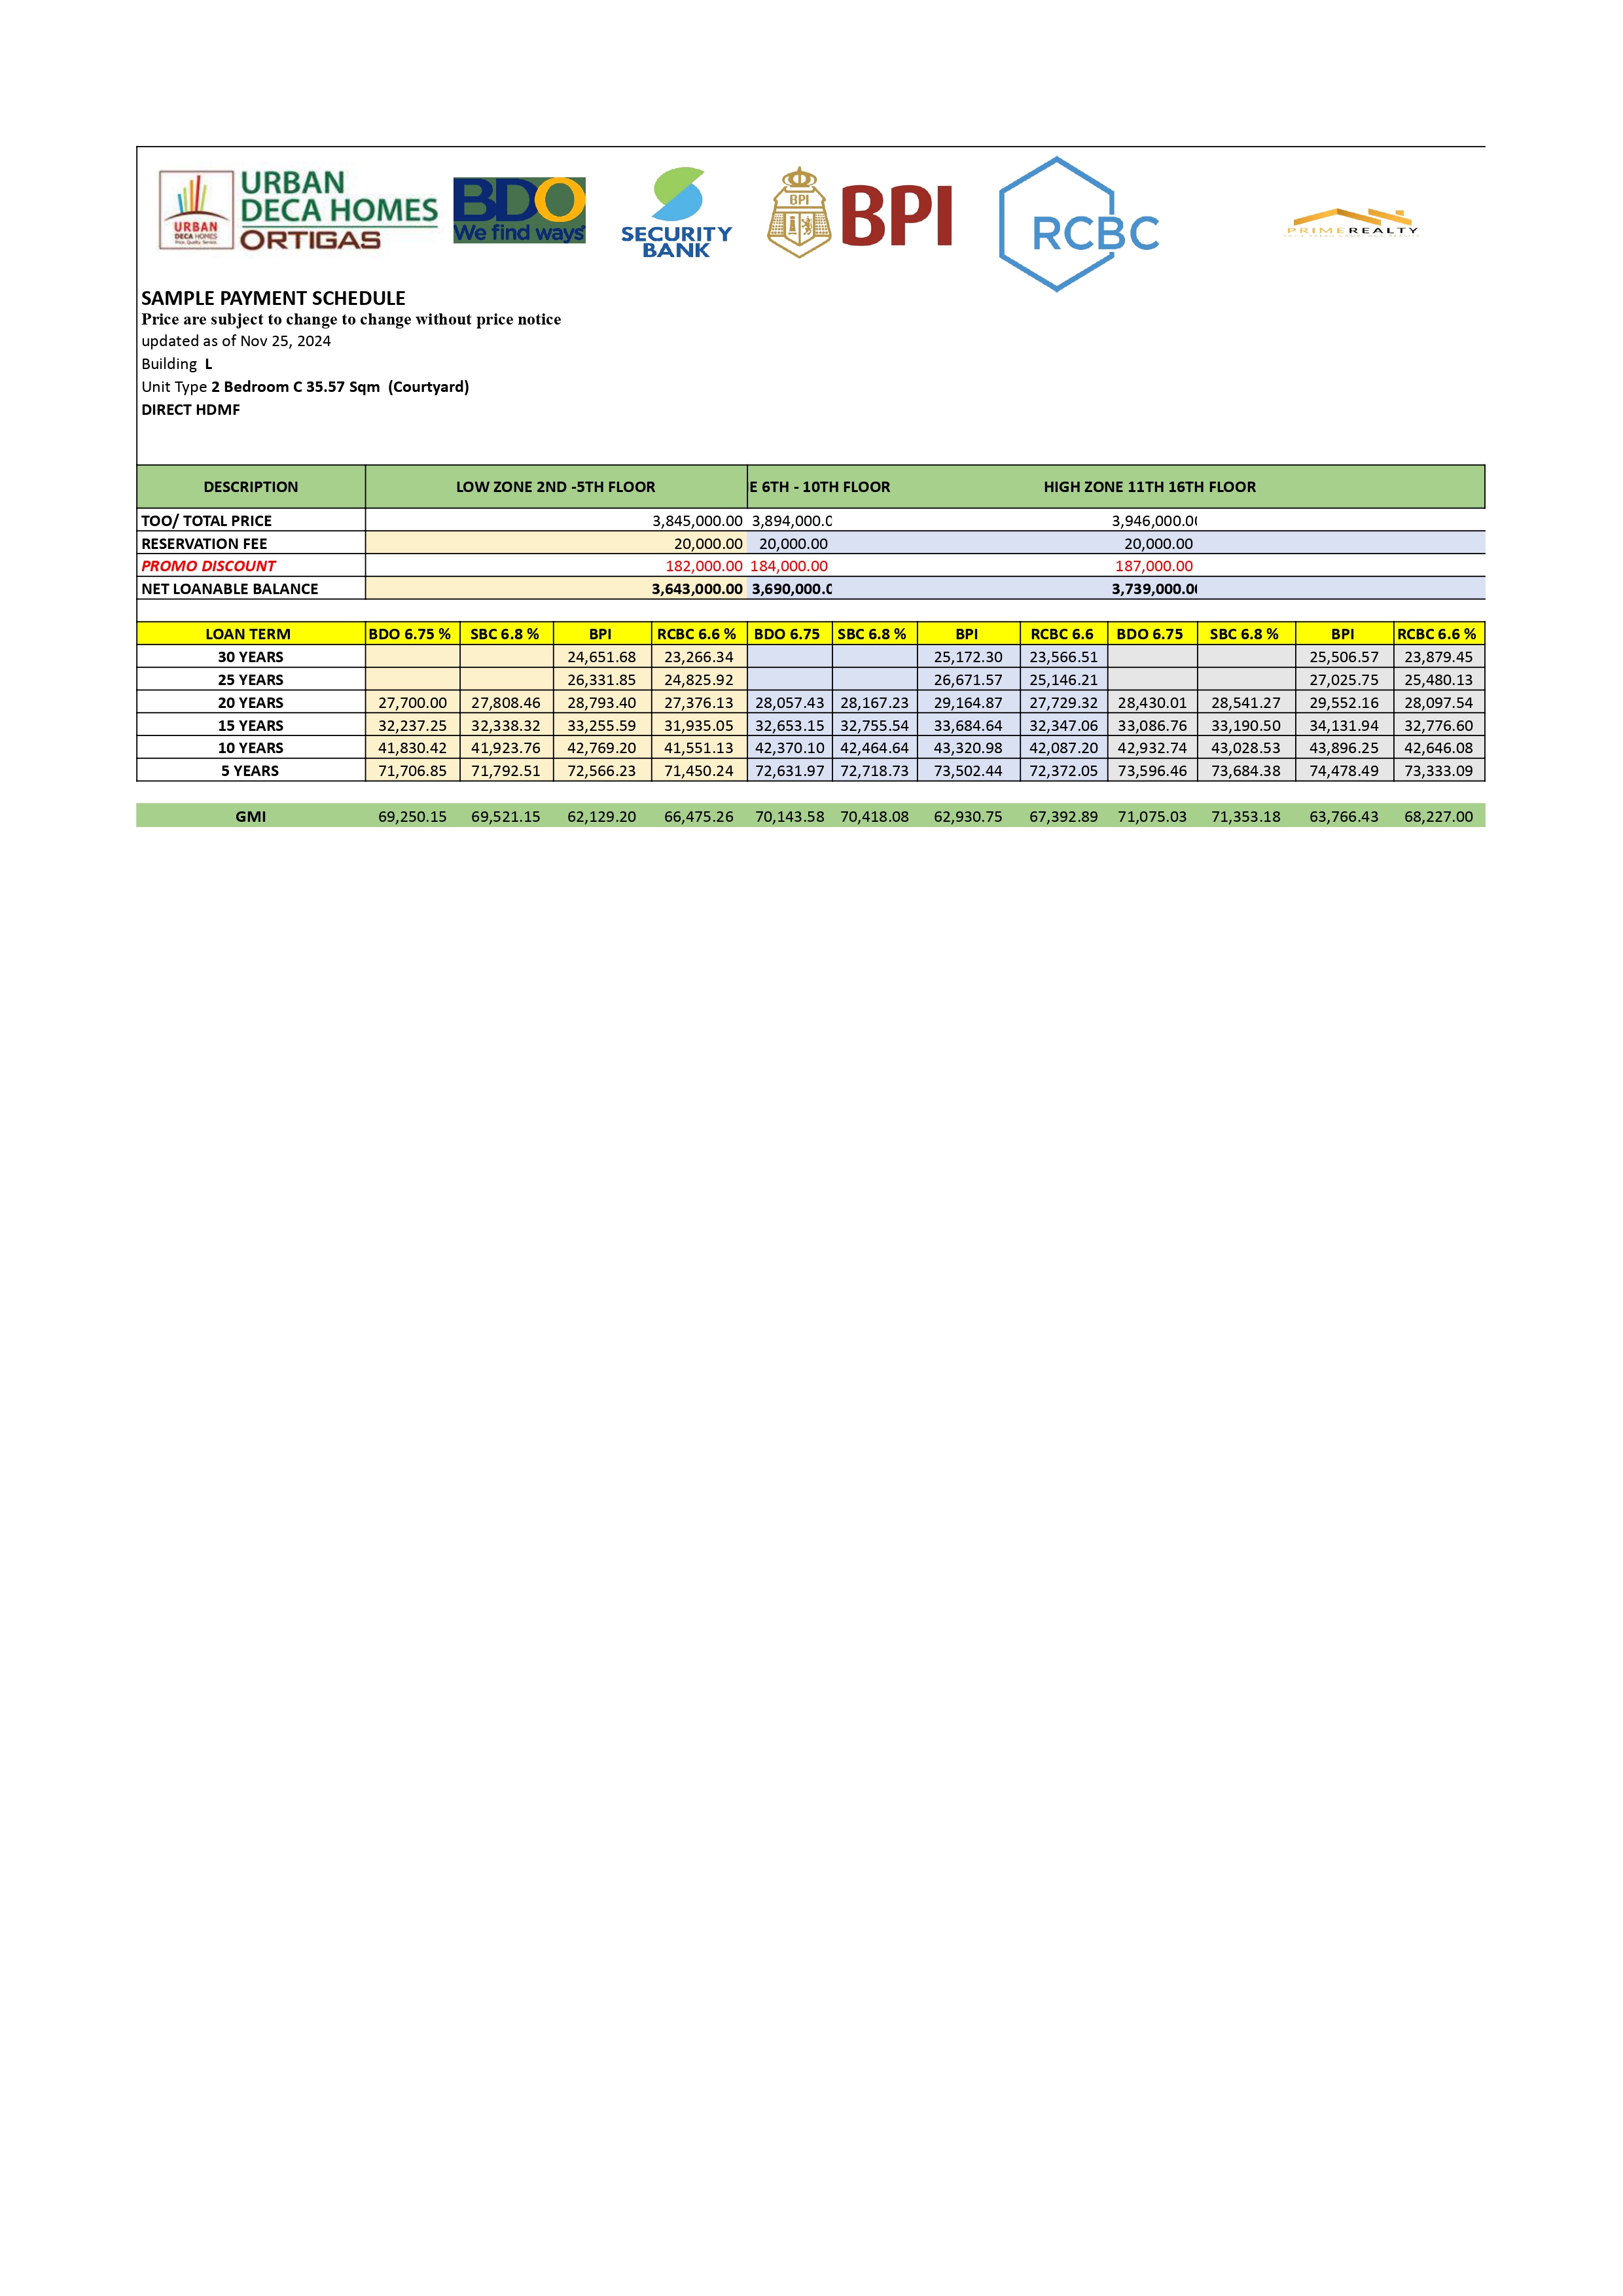 URBAN
DECA HOMES
ORTIGAS
URBAN
DECA HOMES
BDO
We find ways
SECURITY
BANK
BPI
BPI
RCBC
PRIMEREALTY
SAMPLE PAYMENT SCHEDULE
Price are subject to change to change without price notice
updated as of Nov 25, 2024
Building L
Unit Type 2 Bedroom C 35.57 Sqm (Courtyard)
DIRECT HDMF
DESCRIPTION LOW ZONE 2ND -5TH FLOOR E 6TH - 10TH FLOOR HIGH ZONE 11TH 16TH FLOOR
TOO/ TOTAL PRICE 3,845,000.00 3,894,000.0 3,946,000.0
RESERVATION FEE 20,000.00 20,000.00 20,000.00
PROMO DISCOUNT 182,000.00 184,000.00 187,000.00
NET LOANABLE BALANCE 3,643,000.00 3,690,000.0 3,739,000.0
LOAN TERM BDO 6.75 % SBC 6.8 % BPI RCBC 6.6 % BDO 6.75 SBC 6.8 % BPI RCBC 6.6 BDO 6.75 SBC 6.8 % BPI RCBC 6.6 %
30 YEARS 24,651.68 23,266.34 25,172.30 23,566.51 25,506.57 23,879.45
25 YEARS 26,331.85 24,825.92 26,671.57 25,146.21 27,025.75 25,480.13
20 YEARS 27,700.00 27,808.46 28,793.40 27,376.13 28,057.43 28,167.23 29,164.87 27,729.32 28,430.01 28,541.27 29,552.16 28,097.54
15 YEARS 32,237.25 32,338.32 33,255.59 31,935.05 32,653.15 32,755.54 33,684.64 32,347.06 33,086.76 33,190.50 34,131.94 32,776.60
10 YEARS 41,830.42 41,923.76 42,769.20 41,551.13 42,370.10 42,464.64 43,320.98 42,087.20 42,932.74 43,028.53 43,896.25 42,646.08
5 YEARS 71,706.85 71,792.51 72,566.23 71,450.24 72,631.97 72,718.73 73,502.44 72,372.05 73,596.46 73,684.38 74,478.49 73,333.09
GMI 69,250.15 69,521.15 62,129.20 66,475.26 70,143.58 70,418.08 62,930.75 67,392.89 71,075.03 71,353.18 63,766.43 68,227.00